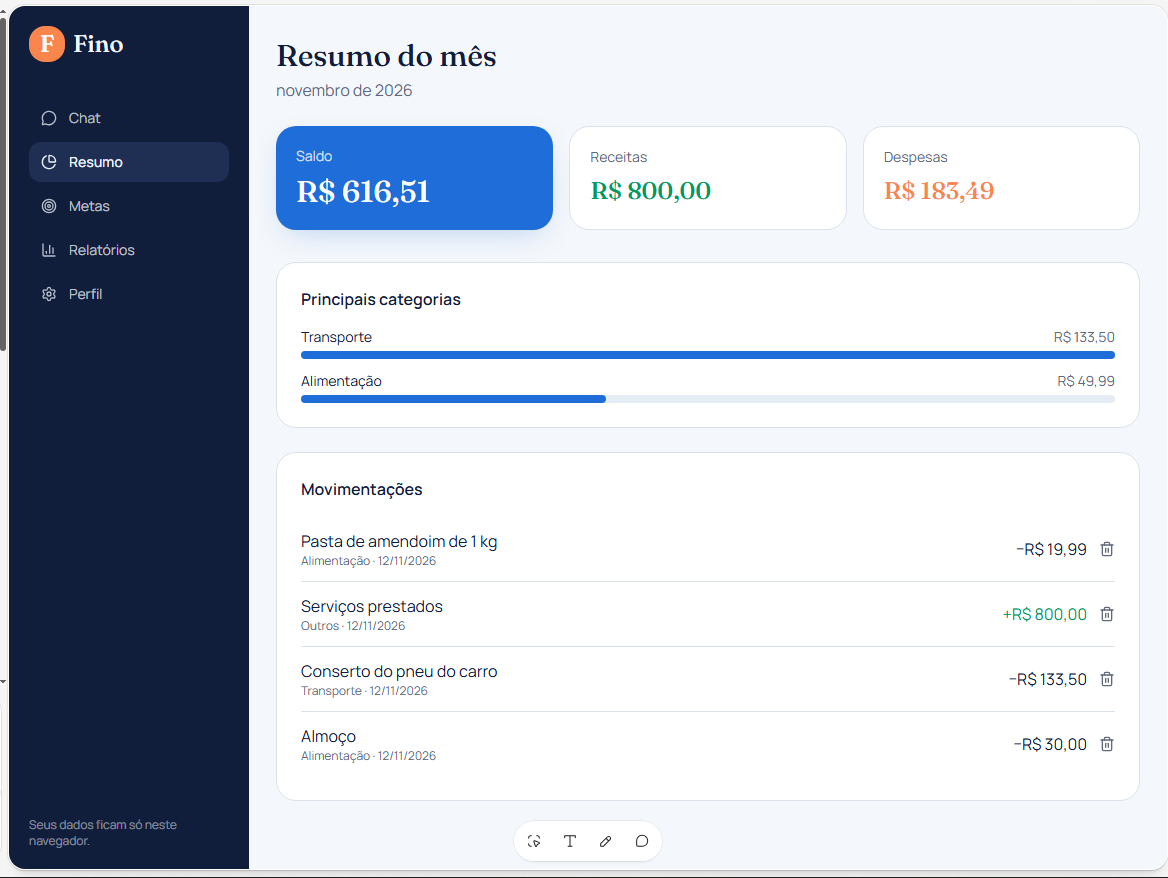 F Fino
Chat
Resumo
Metas
Relatórios
Perfil
Seus dados ficam só neste
navegador.
Resumo do mês
novembro de 2026
Saldo
R$ 616,51
Receitas
R$ 800,00
Despesas
R$ 183,49
Principais categorias
Transporte R$ 133,50
Alimentação R$ 49,99
Movimentações
Pasta de amendoim de 1 kg
Alimentação · 12/11/2026
−R$ 19,99
Serviços prestados
Outros · 12/11/2026
+R$ 800,00
Conserto do pneu do carro
Transporte · 12/11/2026
−R$ 133,50
Almoço
Alimentação · 12/11/2026
−R$ 30,00